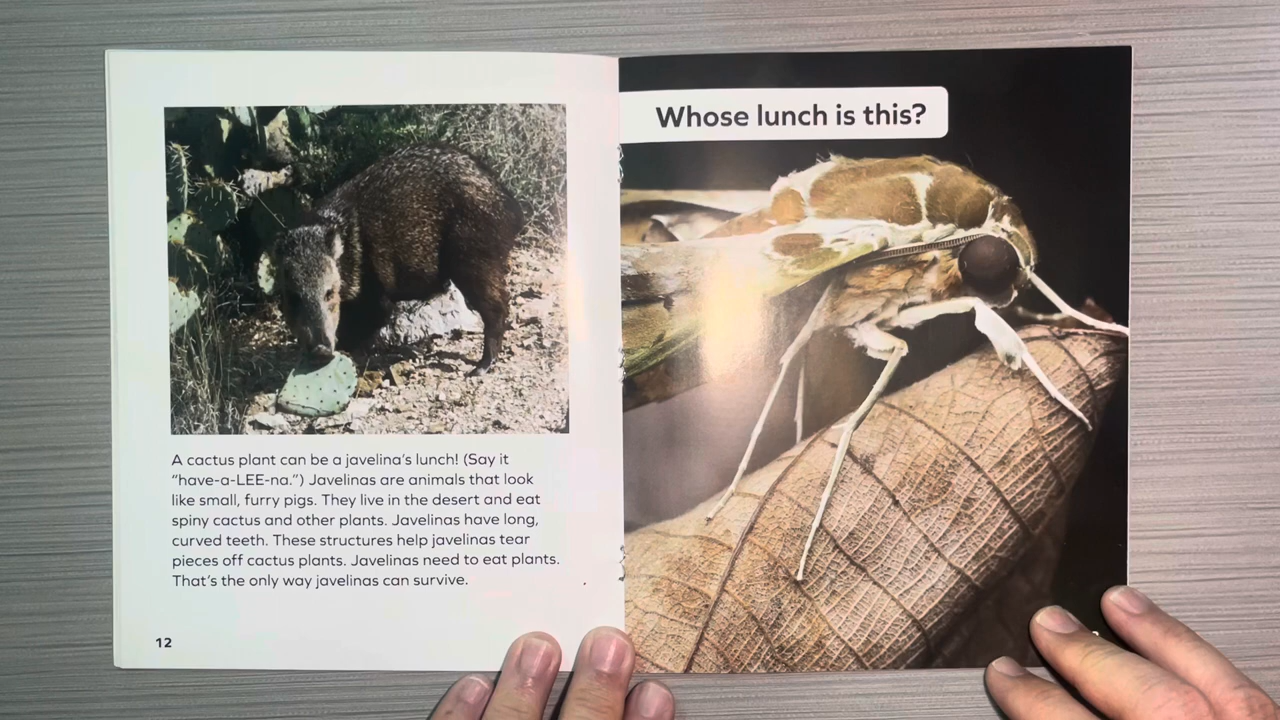 A cactus plant can be a javelina's lunch! (Say it
"have-a-LEE-na.") Javelinas are animals that look
like small, furry pigs. They live in the desert and eat
spiny cactus and other plants. Javelinas have long,
curved teeth. These structures help javelinas tear
pieces off cactus plants. Javelinas need to eat plants.
That's the only way javelinas can survive.
12
Whose lunch is this?